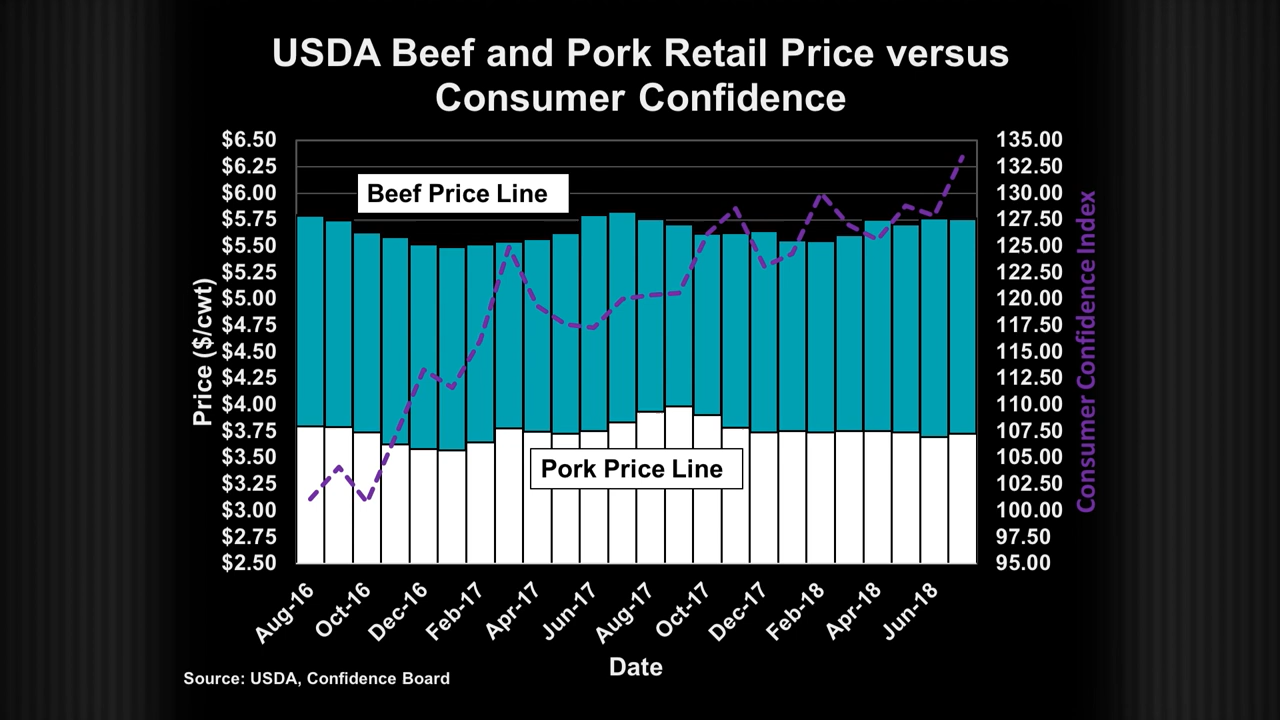 USDA Beef and Pork Retail Price versus
Consumer Confidence
$6.50
$6.25
$6.00
$5.75
$5.50
$5.25
$5.00
$4.75
$4.50
$4.25
$4.00
$3.75
$3.50
$3.25
$3.00
$2.75
$2.50
Price ($/cwt)
Beef Price Line
Pork Price Line
135.00
132.50
130.00
127.50
125.00
122.50
120.00
117.50
115.00
112.50
110.00
107.50
105.00
102.50
100.00
97.50
95.00
Consumer Confidence Index
Aug-16
Oct-16
Dec-16
Feb-17
Apr-17
Jun-17
Aug-17
Oct-17
Dec-17
Feb-18
Apr-18
Jun-18
Date
Source: USDA, Confidence Board